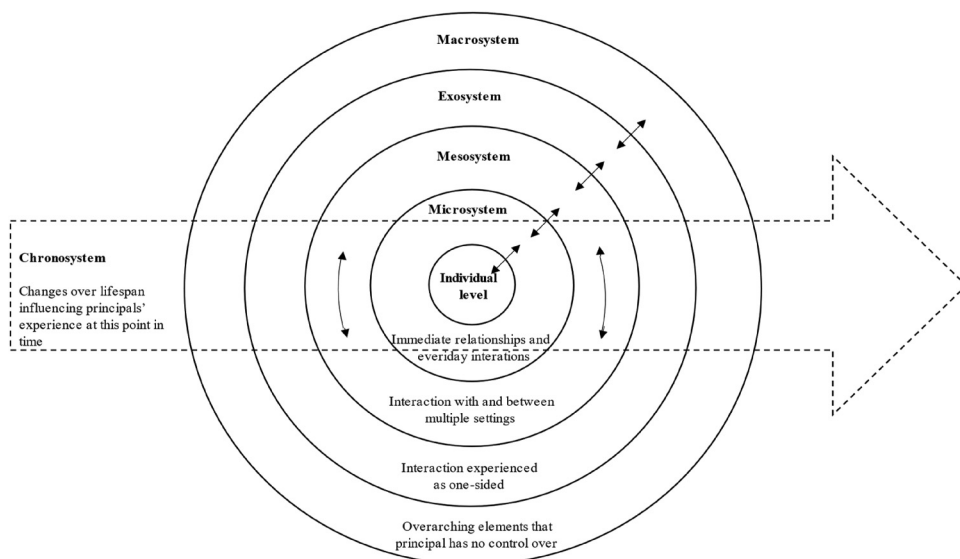 Macrosystem
Exosystem
Mesosystem
Microsystem
Individual
level
Chronosystem
Changes over lifespan
influencing principals'
experience at this point in
time
Immediate relationships and
everiday interations
Interaction with and between
multiple settings
Interaction experienced
as one-sided
Overarching elements that
principal has no control over